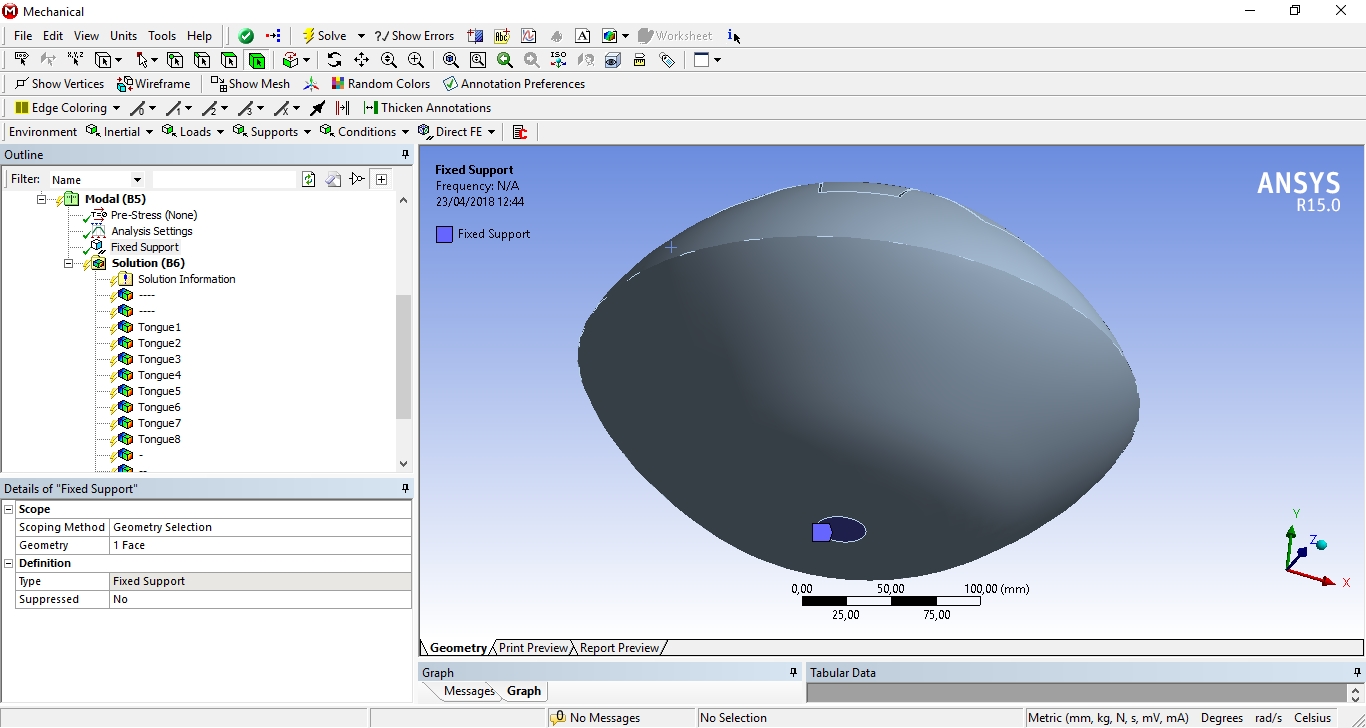 Mechanical
File Edit View Units Tools Help Solve ?/ Show Errors Worksheet
Show Vertices Wireframe Show Mesh Random Colors Annotation Preferences
Edge Coloring Thicken Annotations
Environment Inertial Loads Supports Conditions Direct FE
Outline
Filter: Name
Modal (B5)
Pre-Stress (None)
Analysis Settings
Fixed Support
Solution (B6)
Solution Information
----
----
Tongue1
Tongue2
Tongue3
Tongue4
Tongue5
Tongue6
Tongue7
Tongue8
-
--
Details of "Fixed Support"
Scope
Scoping Method Geometry Selection
Geometry 1 Face
Definition
Type Fixed Support
Suppressed No
Fixed Support
Frequency: N/A
23/04/2018 12:44
Fixed Support
ANSYS
R15.0
Y
Z
X
0,00 50,00 100,00 (mm)
25,00 75,00
Geometry Print Preview Report Preview
Graph
Messages Graph
Tabular Data
0 No Messages No Selection Metric (mm, kg, N, s, mV, mA) Degrees rad/s Celsius